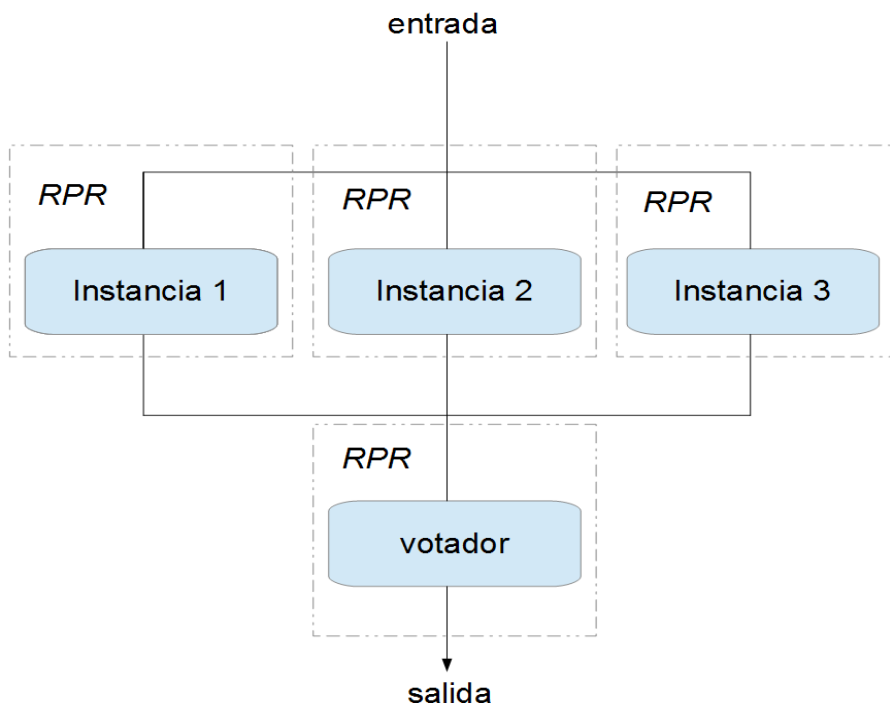 entrada
RPR
RPR
RPR
Instancia 1
Instancia 2
Instancia 3
RPR
votador
salida